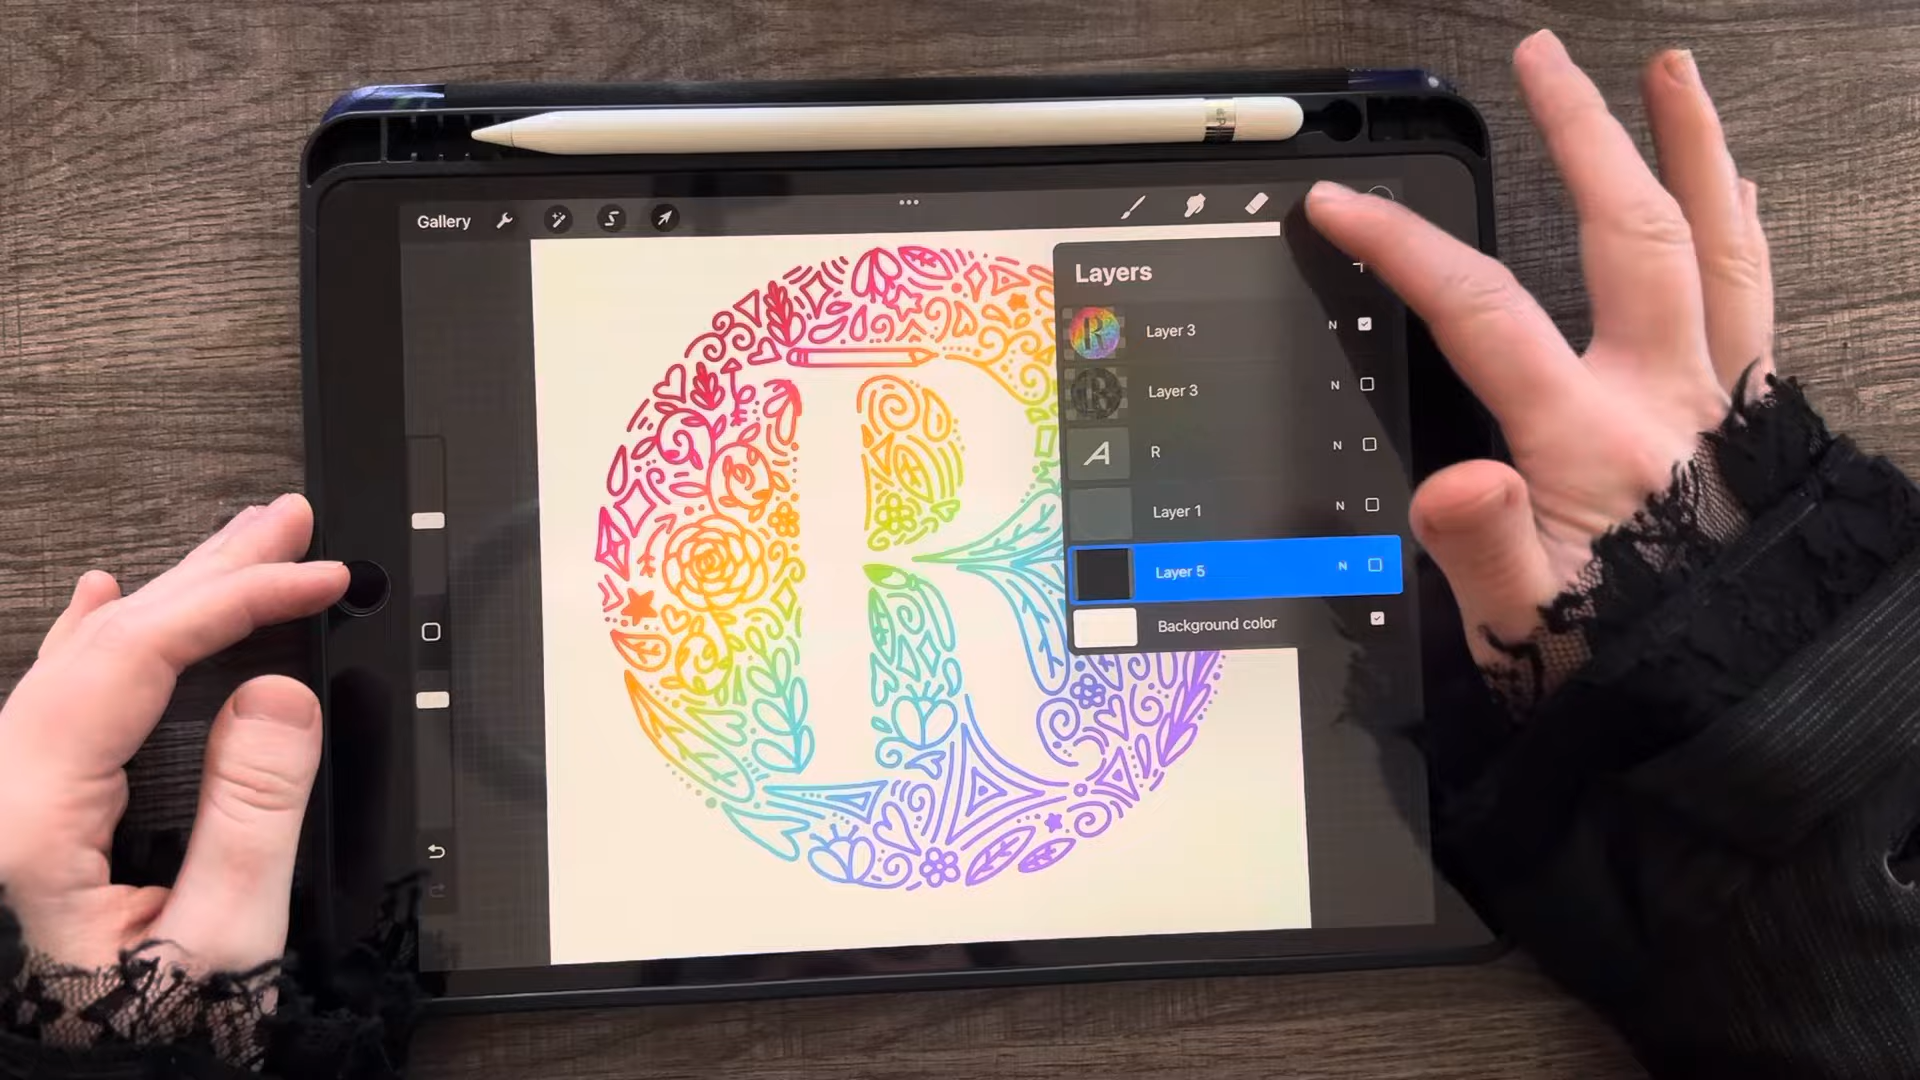 Gallery
Layers
Layer 3 N
Layer 3 N
A R N
Layer 1 N
Layer 5 N
Background color
R